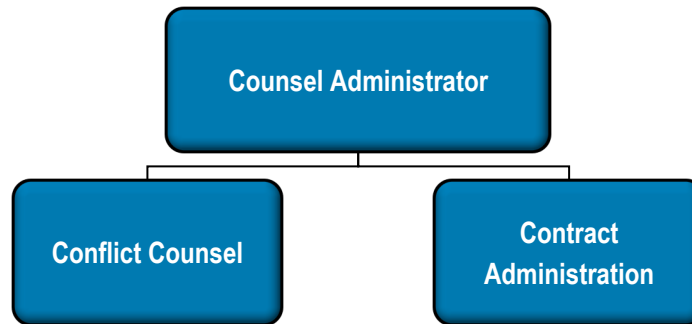 Counsel Administrator
Conflict Counsel
Contract
Administration